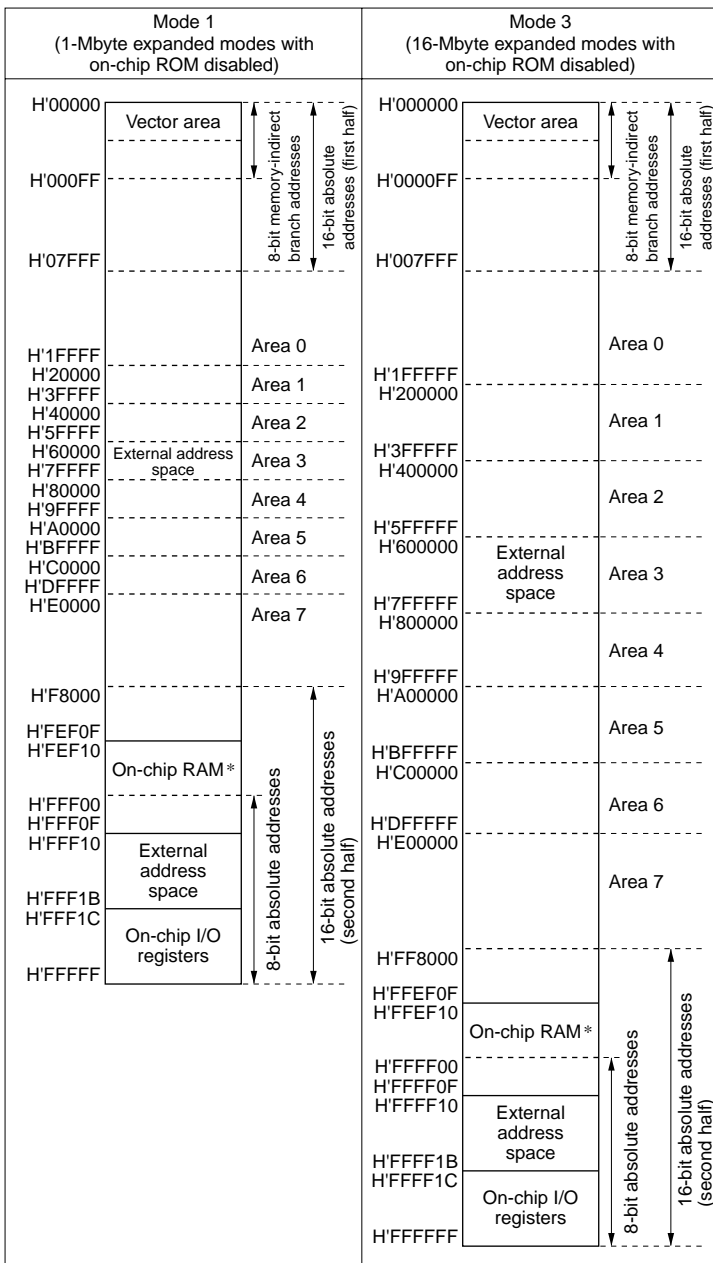 Mode 1
(1-Mbyte expanded modes with
on-chip ROM disabled)
H'00000
Vector area
H'000FF
H'07FFF
8-bit memory-indirect
branch addresses
16-bit absolute
addresses (first half)
H'1FFFF
Area 0
H'20000
H'3FFFF
Area 1
H'40000
H'5FFFF
Area 2
H'60000
H'7FFFF
External address
space
Area 3
H'80000
H'9FFFF
Area 4
H'A0000
H'BFFFF
Area 5
H'C0000
H'DFFFF
Area 6
H'E0000
Area 7
H'F8000
H'FEF0F
H'FEF10
On-chip RAM*
H'FFF00
H'FFF0F
H'FFF10
External
address
space
H'FFF1B
H'FFF1C
On-chip I/O
registers
H'FFFFF
8-bit absolute addresses
16-bit absolute addresses
(second half)
Mode 3
(16-Mbyte expanded modes with
on-chip ROM disabled)
H'000000
Vector area
H'0000FF
H'007FFF
8-bit memory-indirect
branch addresses
16-bit absolute
addresses (first half)
Area 0
H'1FFFFF
H'200000
Area 1
H'3FFFFF
H'400000
Area 2
H'5FFFFF
H'600000
External
address
space
Area 3
H'7FFFFF
H'800000
Area 4
H'9FFFFF
H'A00000
Area 5
H'BFFFFF
H'C00000
Area 6
H'DFFFFF
H'E00000
Area 7
H'FF8000
H'FFEF0F
H'FFEF10
On-chip RAM*
H'FFFF00
H'FFFF0F
H'FFFF10
External
address
space
H'FFFF1B
H'FFFF1C
On-chip I/O
registers
H'FFFFFF
8-bit absolute addresses
16-bit absolute addresses
(second half)